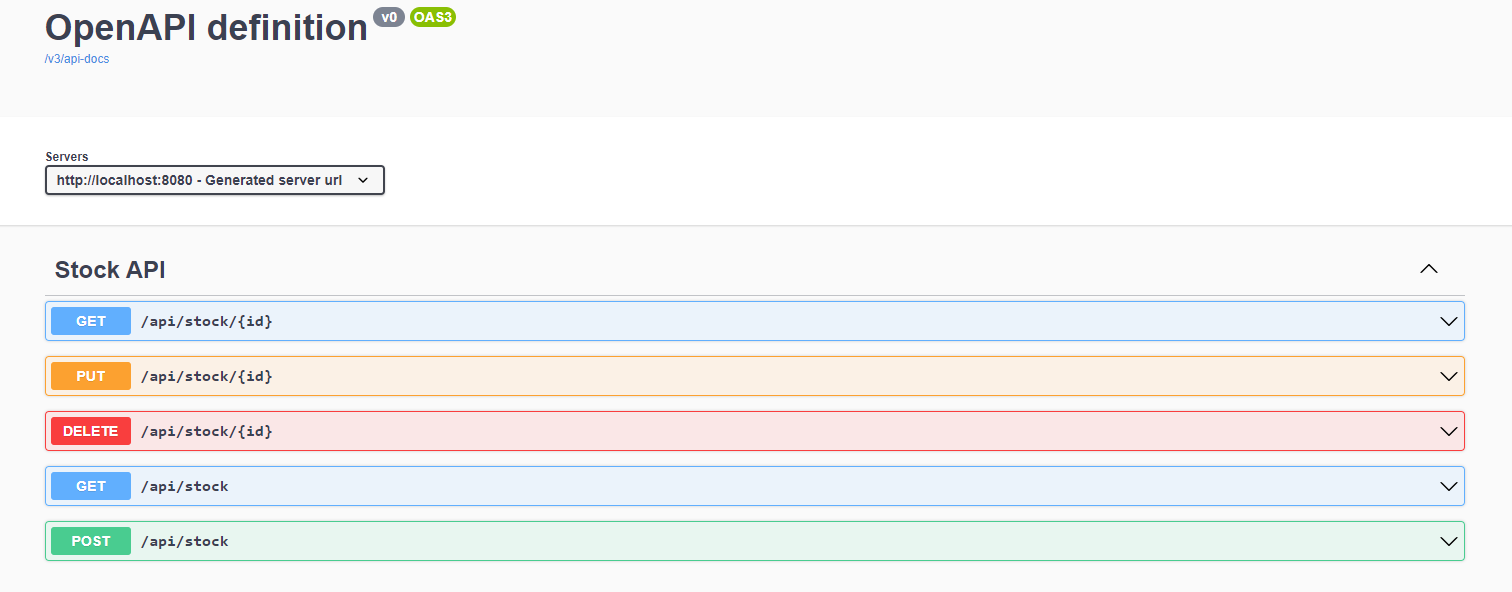 OpenAPI definition v0 OAS3
/v3/api-docs
Servers
http://localhost:8080 - Generated server url
Stock API
GET /api/stock/{id}
PUT /api/stock/{id}
DELETE /api/stock/{id}
GET /api/stock
POST /api/stock